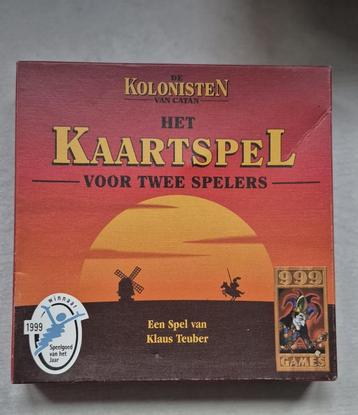 DE
KOLONISTEN
VAN CATAN
HET
KAARTSPEL
VOOR TWEE SPELERS
Een Spel van
Klaus Teuber
winnaar
1999
Speelgoed
van het
Jaar
999
GAMES